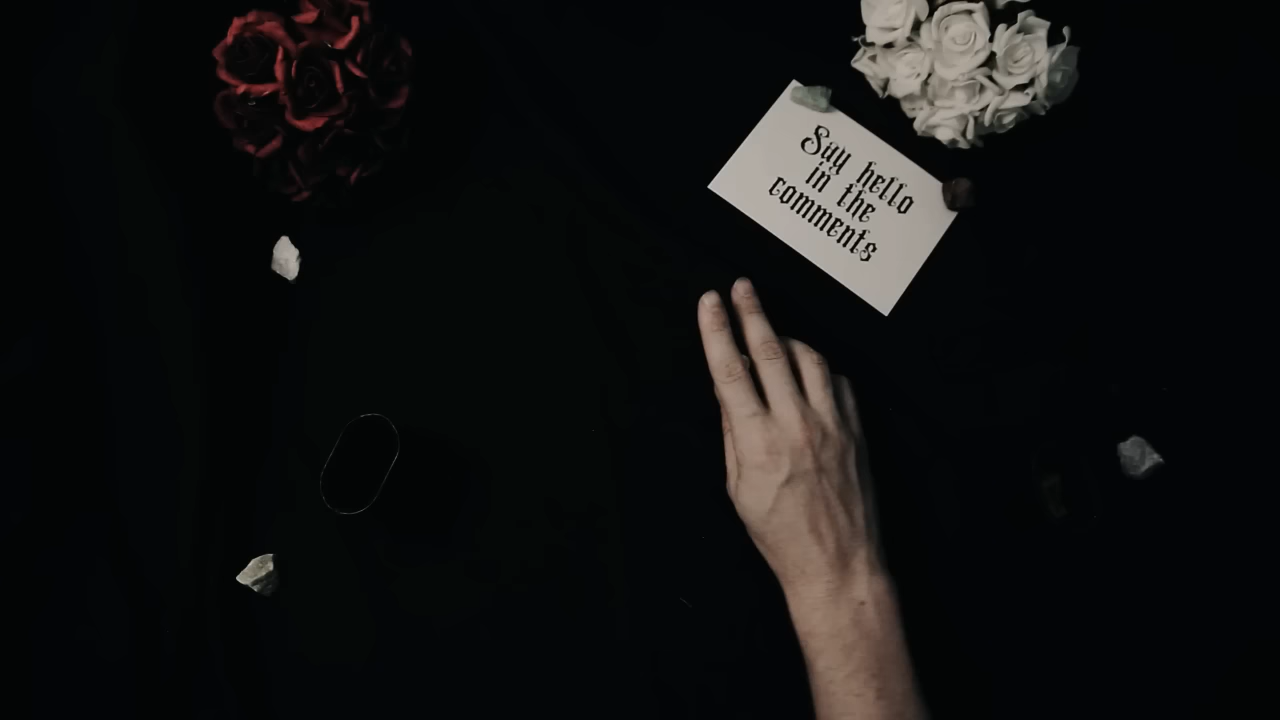 Say hello
in the
comments